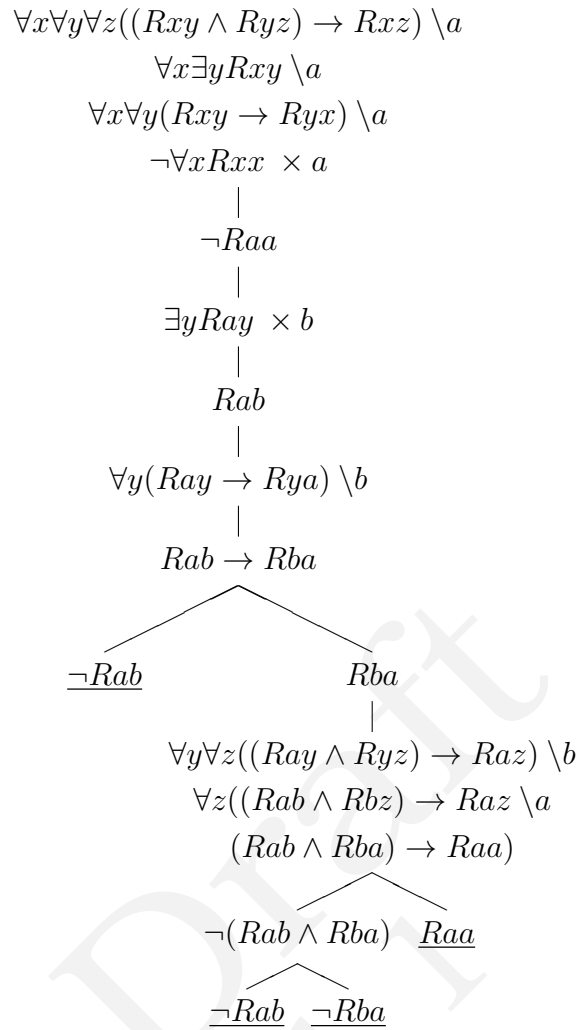 ∀x∀y∀z((Rxy ∧ Ryz) → Rxz) \a
∀x∃yRxy \a
∀x∀y(Rxy → Ryx) \a
¬∀xRxx × a
¬Raa
∃yRay × b
Rab
∀y(Ray → Rya) \b
Rab → Rba
¬Rab Rba
∀y∀z((Ray ∧ Ryz) → Raz) \b
∀z((Rab ∧ Rbz) → Raz \a
(Rab ∧ Rba) → Raa)
¬(Rab ∧ Rba) Raa
¬Rab ¬Rba
Draft